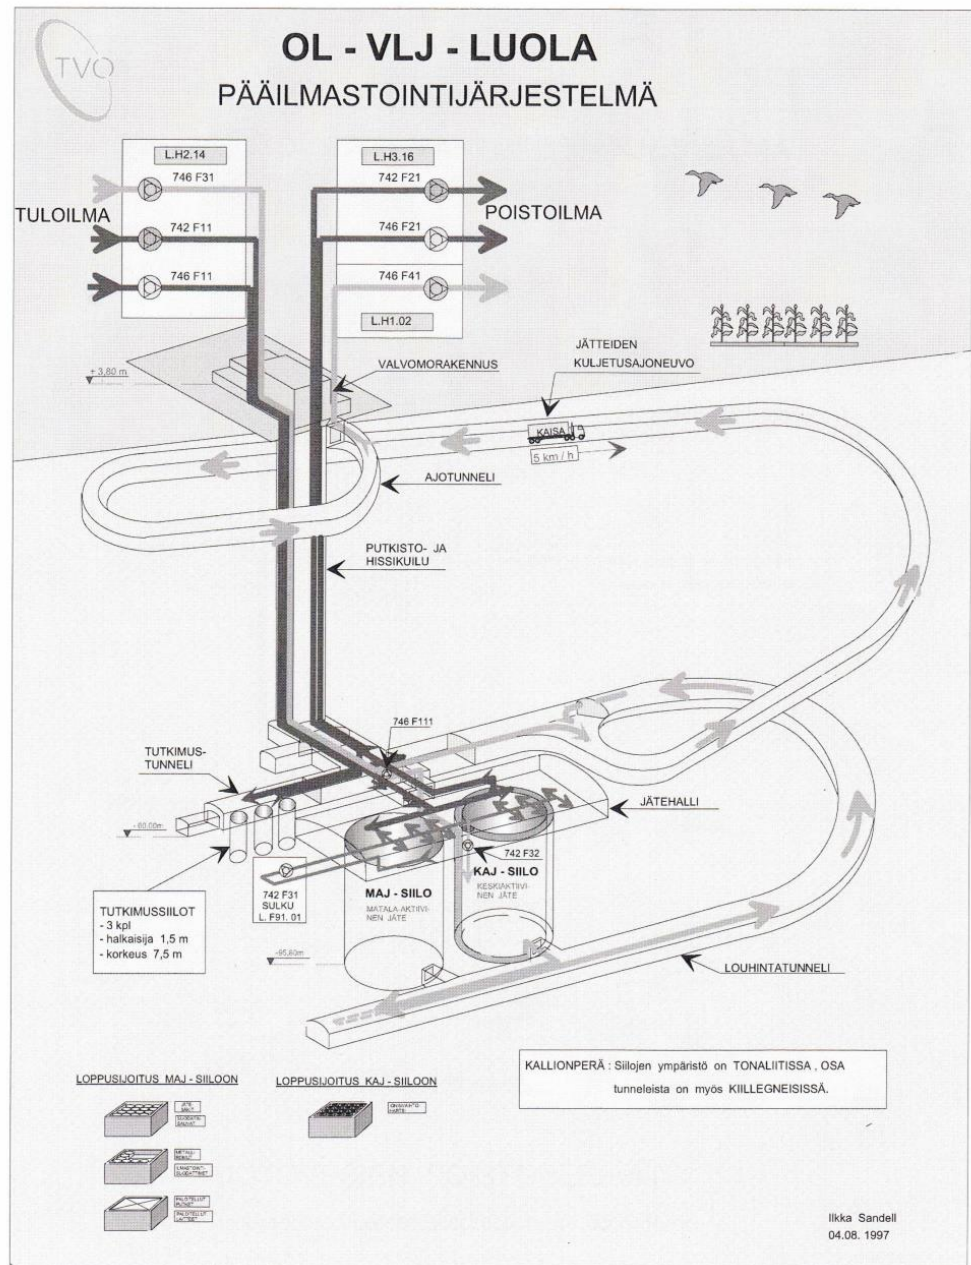 TVO
OL - VLJ - LUOLA
PÄÄILMASTOINTIJÄRJESTELMÄ
L.H2.14
746 F31
TULOILMA
742 F11
746 F11
L.H3.16
742 F21
POISTOILMA
746 F21
746 F41
L.H1.02
VALVOMORAKENNUS
JÄTTEIDEN
KULJETUSAJONEUVO
+ 3,80 m
KAISA
5 km / h
AJOTUNNELI
PUTKISTO- JA
HISSIKUILU
746 F111
TUTKIMUS-
TUNNELI
JÄTEHALLI
- 60.00m
742 F32
742 F31
SULKU
L. F91. 01
MAJ - SIILO
MATALA-AKTIIVI-
NEN JÄTE
KAJ - SIILO
KESKIAKTIIVI-
NEN JÄTE
TUTKIMUSSIILOT
- 3 kpl
- halkaisija 1,5 m
- korkeus 7,5 m
LOUHINTATUNNELI
KALLIONPERÄ : Siilojen ympäristö on TONALIITISSA , OSA
tunneleista on myös KIILLEGNEISISSÄ.
LOPPUSIJOITUS MAJ - SIILOON
LOPPUSIJOITUS KAJ - SIILOON
Ilkka Sandell
04.08. 1997